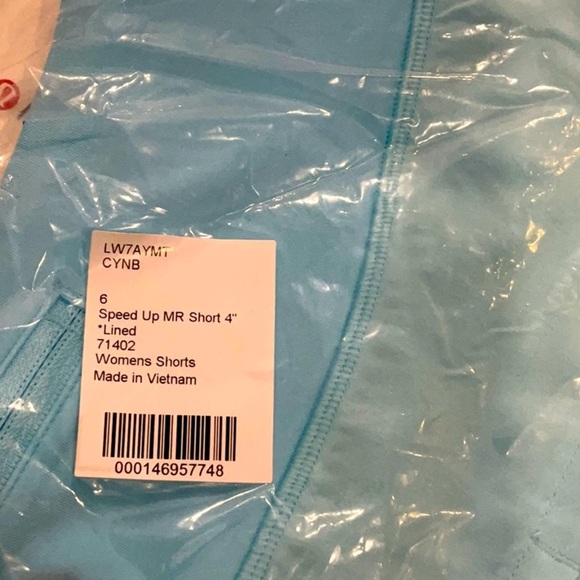 LW7AYMT
CYNB
6
Speed Up MR Short 4"
*Lined
71402
Womens Shorts
Made in Vietnam
000146957748